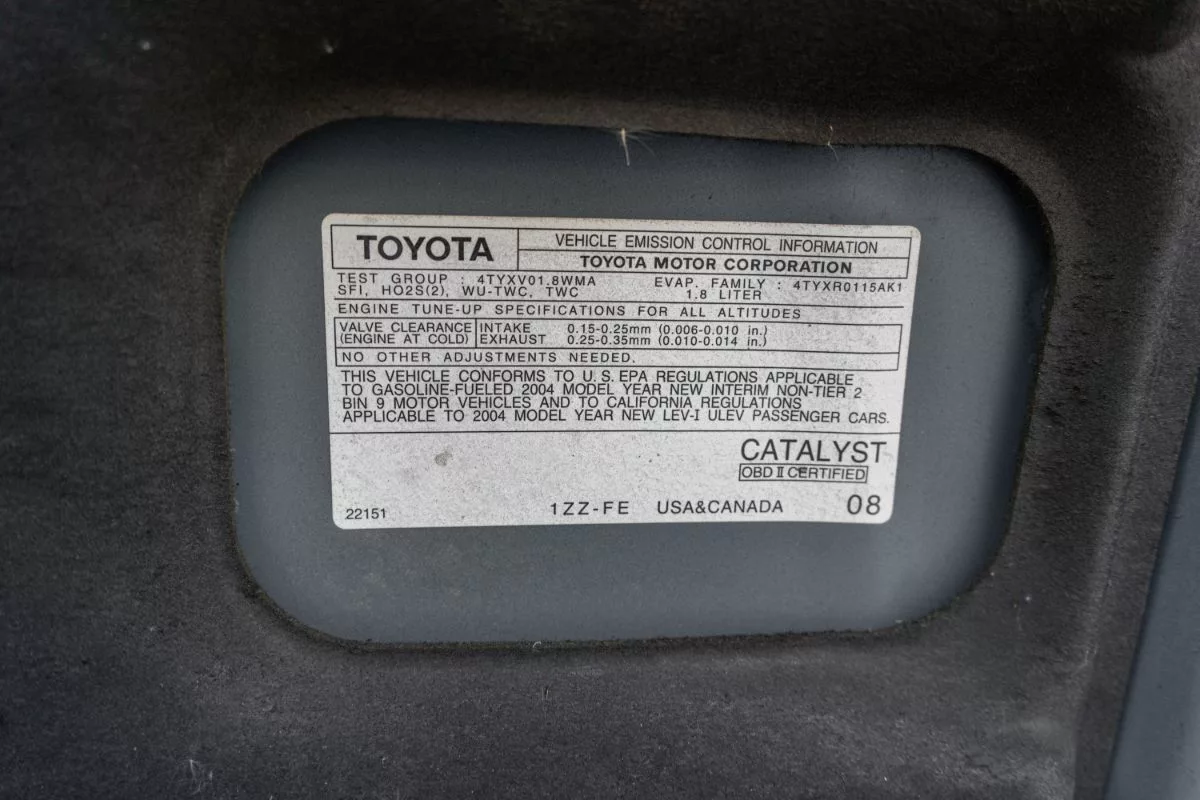 TOYOTA
VEHICLE EMISSION CONTROL INFORMATION
TOYOTA MOTOR CORPORATION
TEST GROUP : 4TYXV01.8WMA EVAP. FAMILY : 4TYXR0115AK1
SFI, HO2S(2), WU-TWC, TWC 1.8 LITER
ENGINE TUNE-UP SPECIFICATIONS FOR ALL ALTITUDES
VALVE CLEARANCE INTAKE 0.15-0.25mm (0.006-0.010 in.)
(ENGINE AT COLD) EXHAUST 0.25-0.35mm (0.010-0.014 in.)
NO OTHER ADJUSTMENTS NEEDED.
THIS VEHICLE CONFORMS TO U.S. EPA REGULATIONS APPLICABLE
TO GASOLINE-FUELED 2004 MODEL YEAR NEW INTERIM NON-TIER 2
BIN 9 MOTOR VEHICLES AND TO CALIFORNIA REGULATIONS
APPLICABLE TO 2004 MODEL YEAR NEW LEV-I ULEV PASSENGER CARS.
CATALYST
OBD II CERTIFIED
22151 1ZZ-FE USA&CANADA 08